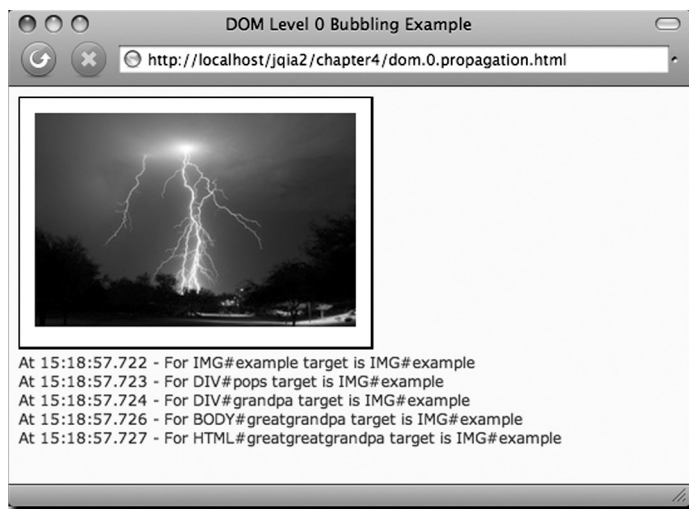 DOM Level 0 Bubbling Example
http://localhost/jqia2/chapter4/dom.0.propagation.html
At 15:18:57.722 - For IMG#example target is IMG#example
At 15:18:57.723 - For DIV#pops target is IMG#example
At 15:18:57.724 - For DIV#grandpa target is IMG#example
At 15:18:57.726 - For BODY#greatgrandpa target is IMG#example
At 15:18:57.727 - For HTML#greatgreatgrandpa target is IMG#example